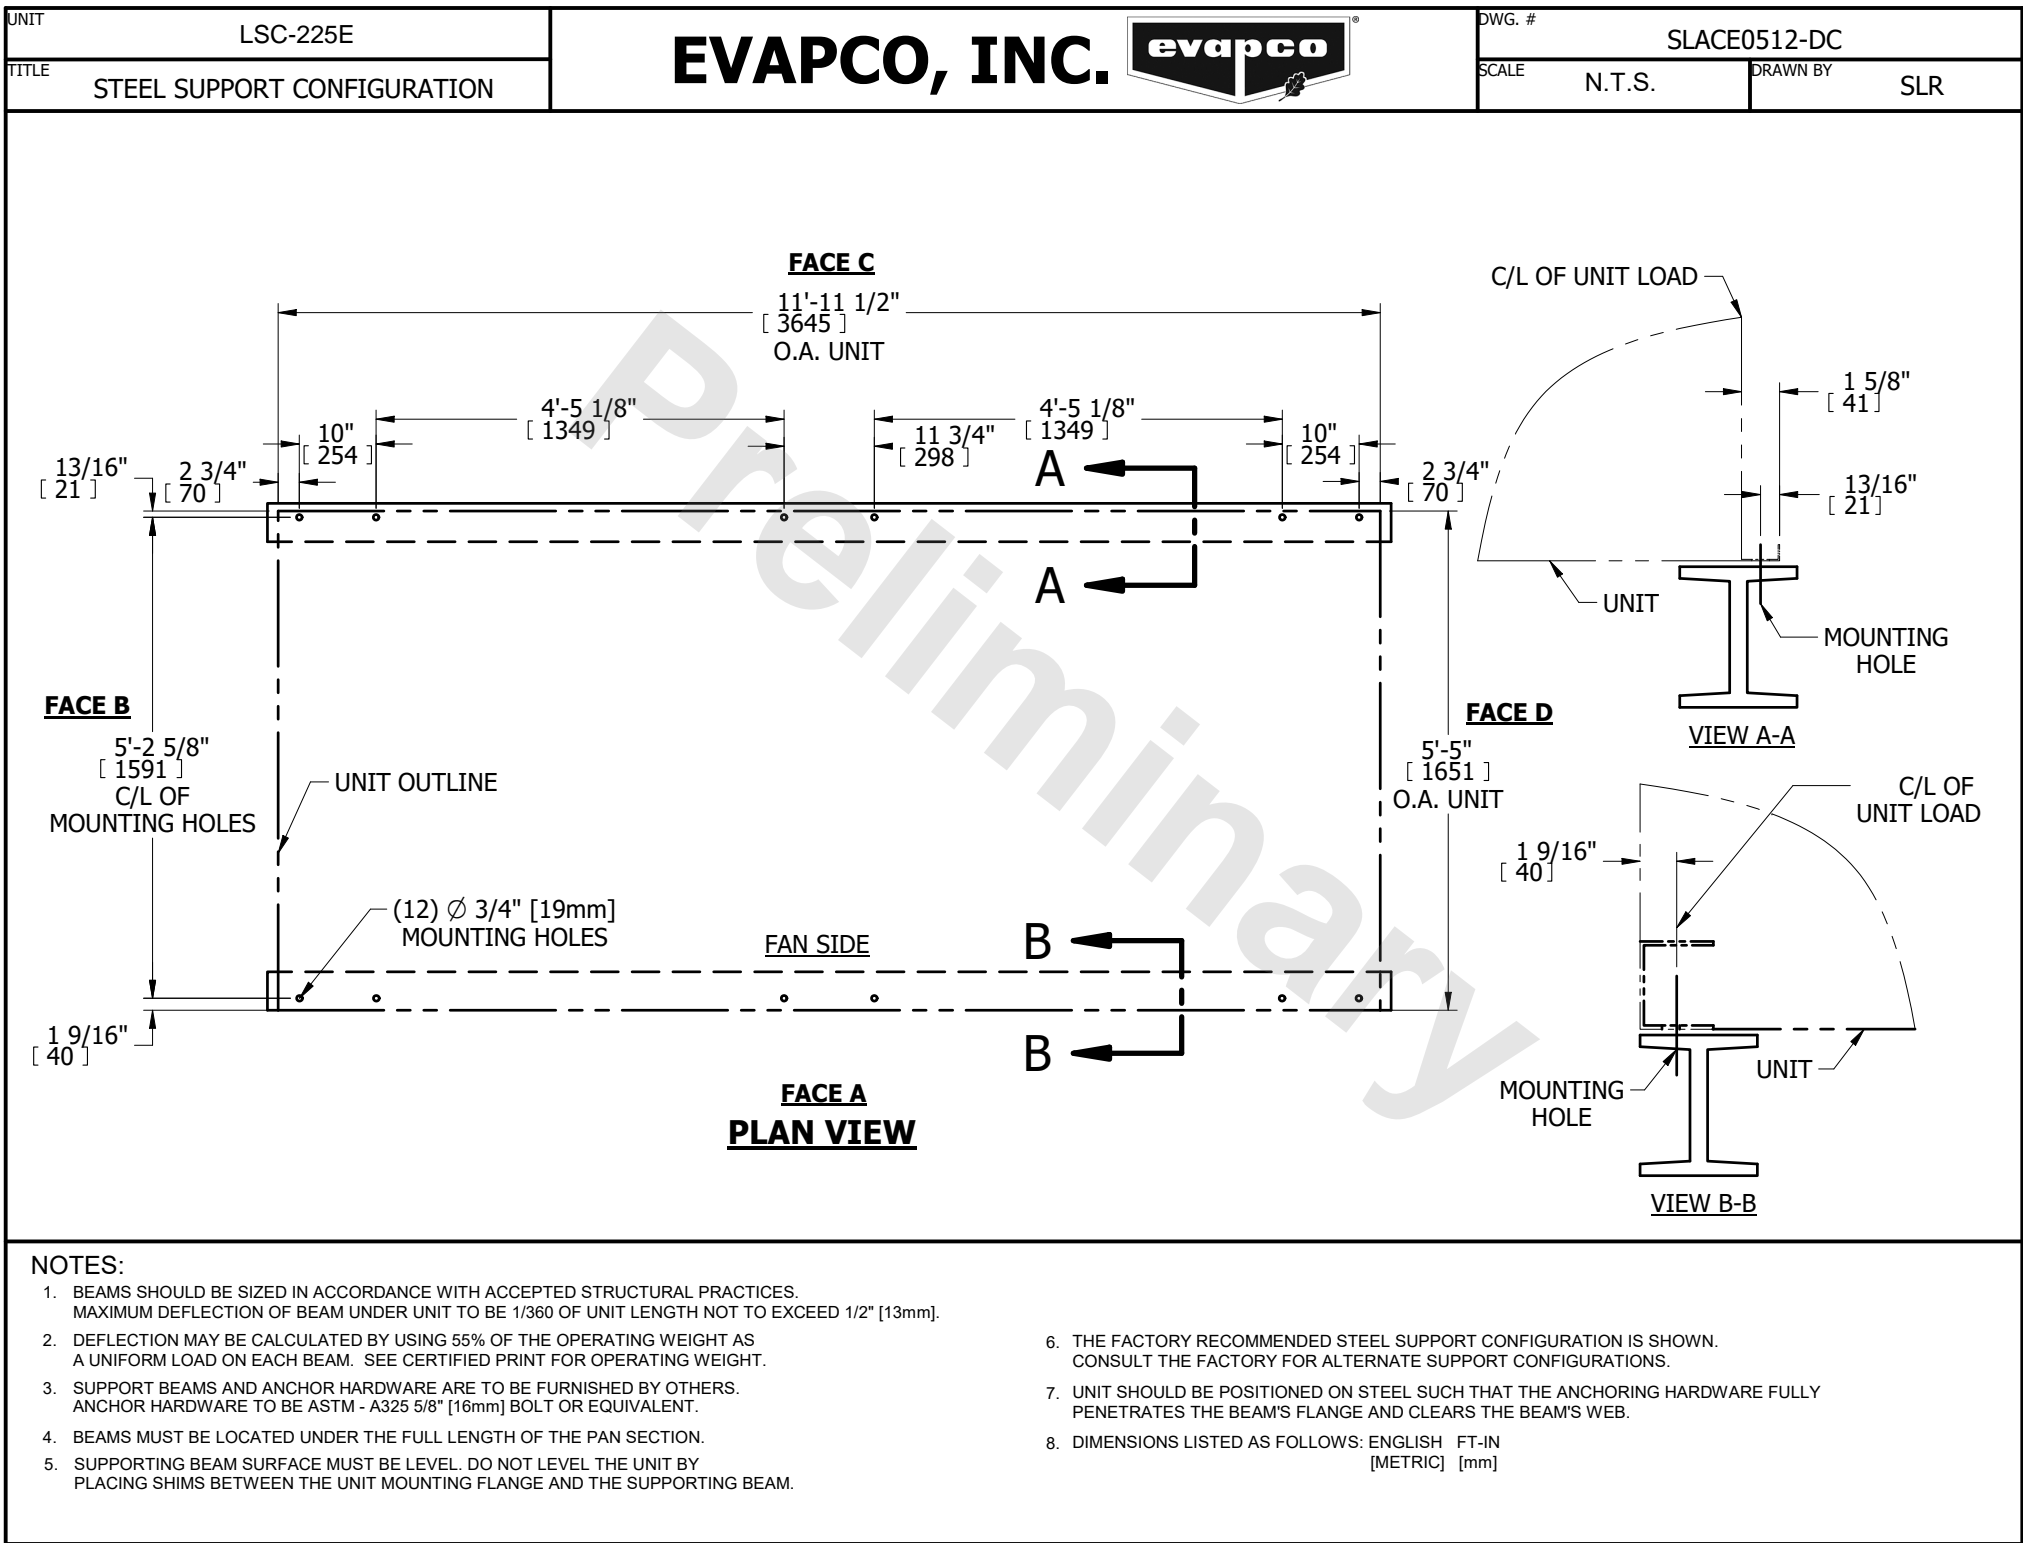 UNIT
LSC-225E
TITLE
STEEL SUPPORT CONFIGURATION
EVAPCO, INC.
evapco
®
DWG. #
SLACE0512-DC
SCALE
N.T.S.
DRAWN BY
SLR
FACE C
11'-11 1/2"
[ 3645 ]
O.A. UNIT
4'-5 1/8"
[ 1349 ]
4'-5 1/8"
[ 1349 ]
10"
[ 254 ]
11 3/4"
[ 298 ]
10"
[ 254 ]
13/16"
[ 21 ]
2 3/4"
[ 70 ]
2 3/4"
[ 70 ]
A
A
FACE B
5'-2 5/8"
[ 1591 ]
C/L OF
MOUNTING HOLES
UNIT OUTLINE
FACE D
5'-5"
[ 1651 ]
O.A. UNIT
(12) Ø 3/4" [19mm]
MOUNTING HOLES
FAN SIDE
B
B
1 9/16"
[ 40 ]
FACE A
PLAN VIEW
Preliminary
C/L OF UNIT LOAD
1 5/8"
[ 41 ]
13/16"
[ 21 ]
UNIT
MOUNTING
HOLE
VIEW A-A
C/L OF
UNIT LOAD
1 9/16"
[ 40 ]
UNIT
MOUNTING
HOLE
VIEW B-B
NOTES:
1. BEAMS SHOULD BE SIZED IN ACCORDANCE WITH ACCEPTED STRUCTURAL PRACTICES.
MAXIMUM DEFLECTION OF BEAM UNDER UNIT TO BE 1/360 OF UNIT LENGTH NOT TO EXCEED 1/2" [13mm].
2. DEFLECTION MAY BE CALCULATED BY USING 55% OF THE OPERATING WEIGHT AS
A UNIFORM LOAD ON EACH BEAM. SEE CERTIFIED PRINT FOR OPERATING WEIGHT.
3. SUPPORT BEAMS AND ANCHOR HARDWARE ARE TO BE FURNISHED BY OTHERS.
ANCHOR HARDWARE TO BE ASTM - A325 5/8" [16mm] BOLT OR EQUIVALENT.
4. BEAMS MUST BE LOCATED UNDER THE FULL LENGTH OF THE PAN SECTION.
5. SUPPORTING BEAM SURFACE MUST BE LEVEL. DO NOT LEVEL THE UNIT BY
PLACING SHIMS BETWEEN THE UNIT MOUNTING FLANGE AND THE SUPPORTING BEAM.
6. THE FACTORY RECOMMENDED STEEL SUPPORT CONFIGURATION IS SHOWN.
CONSULT THE FACTORY FOR ALTERNATE SUPPORT CONFIGURATIONS.
7. UNIT SHOULD BE POSITIONED ON STEEL SUCH THAT THE ANCHORING HARDWARE FULLY
PENETRATES THE BEAM'S FLANGE AND CLEARS THE BEAM'S WEB.
8. DIMENSIONS LISTED AS FOLLOWS: ENGLISH FT-IN
[METRIC] [mm]